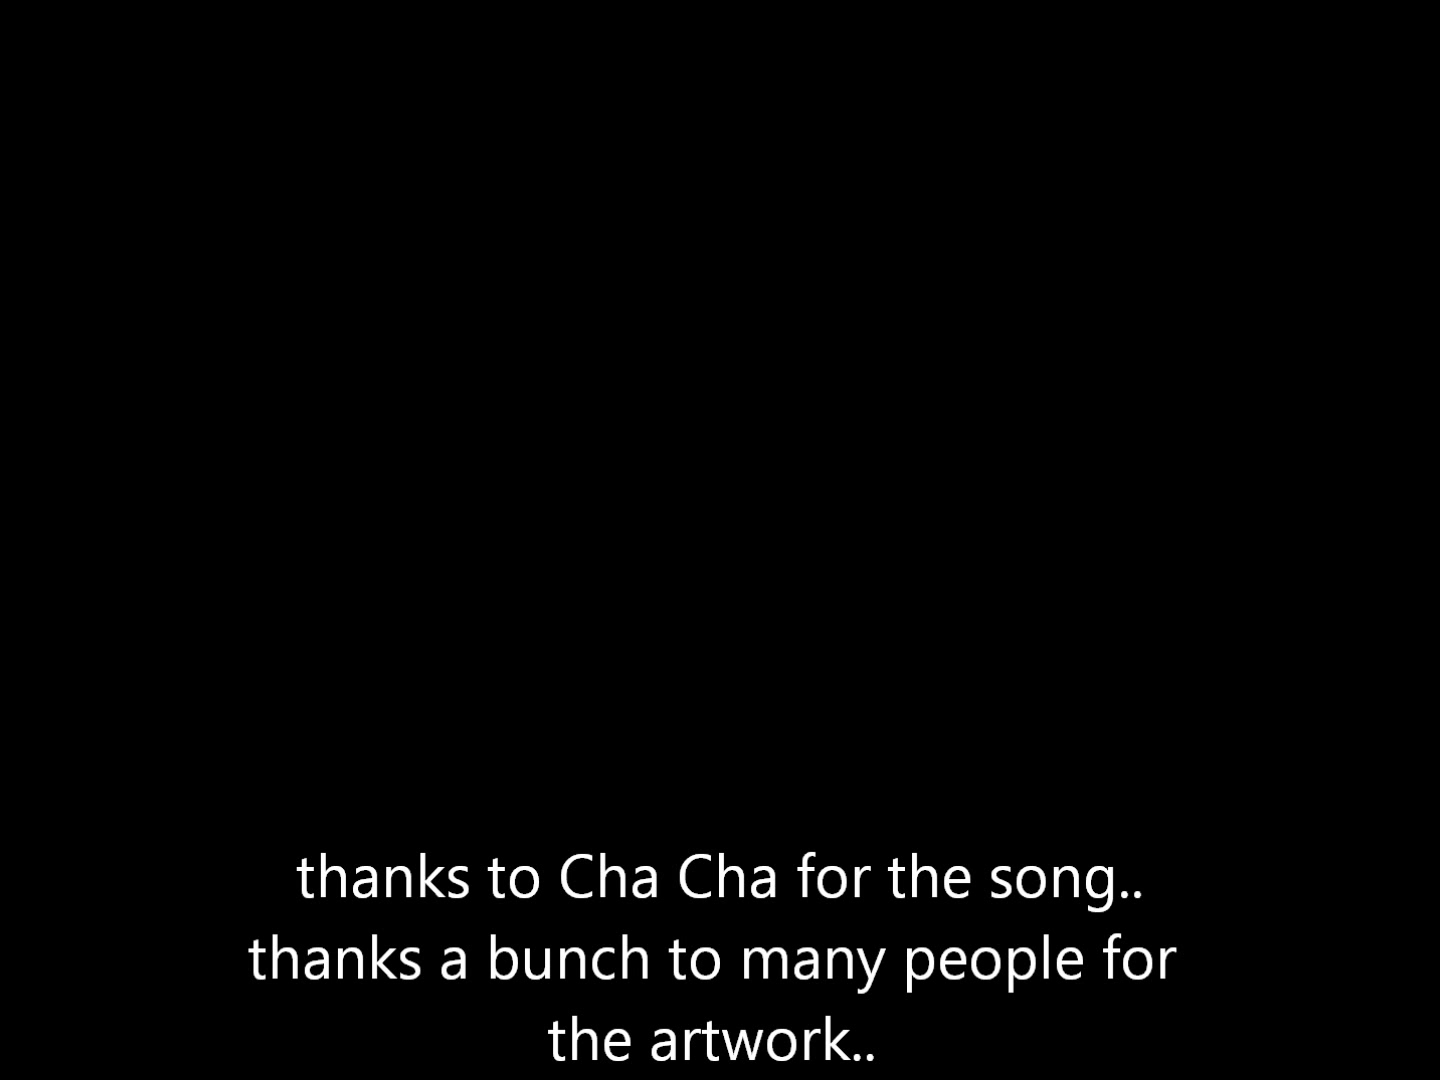 thanks to Cha Cha for the song..
thanks a bunch to many people for
the artwork..